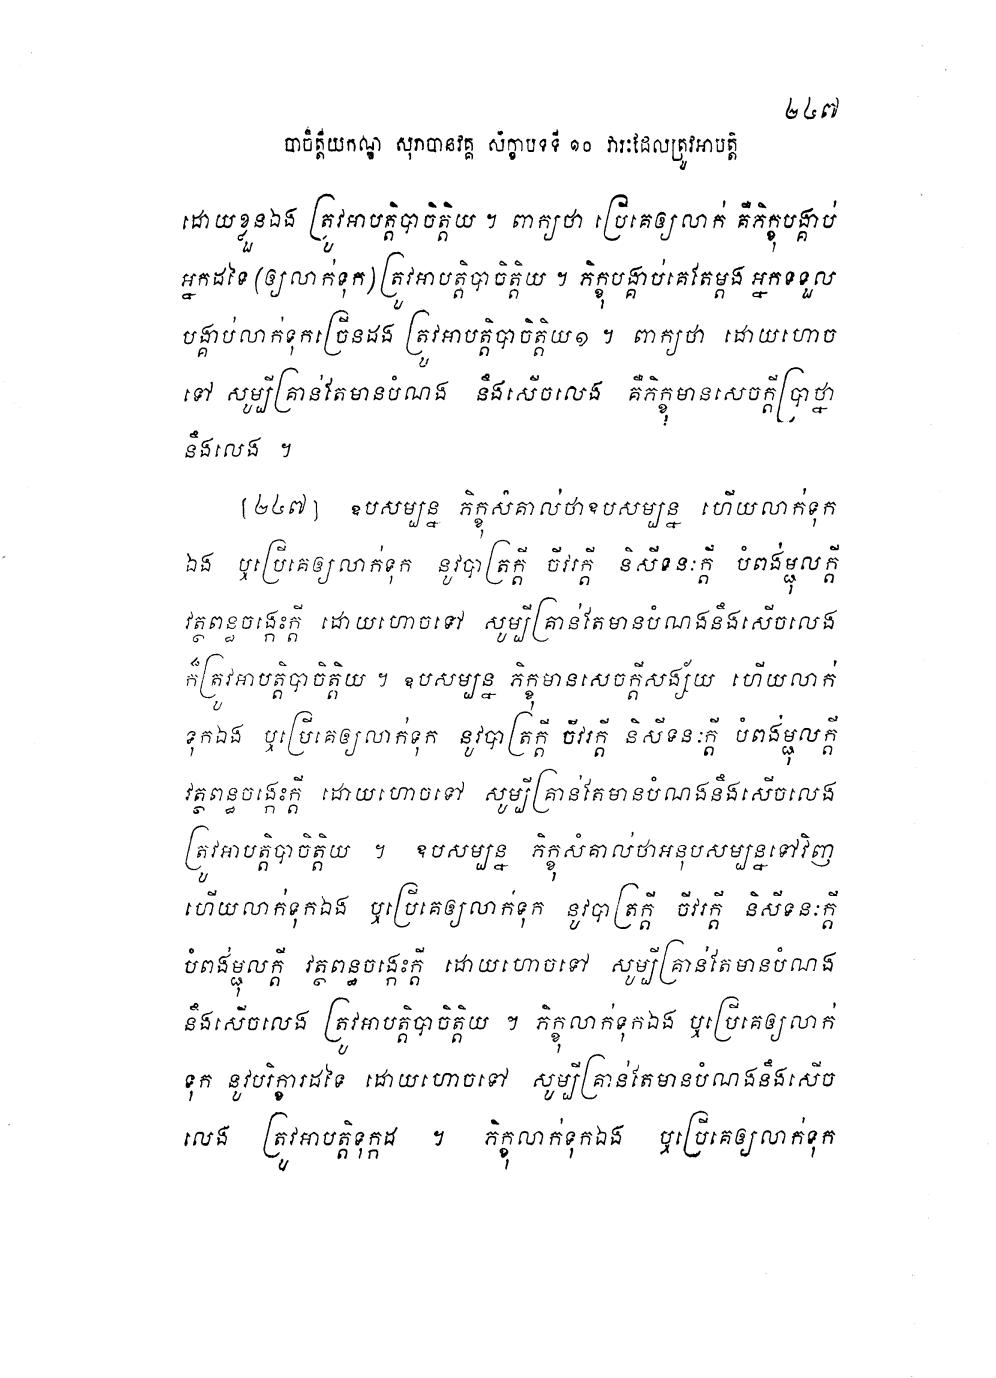 ២៤៧
បាចិត្តិយកណ្ឌ សុរាបានវគ្គ សិក្ខាបទទី ១០ វារៈដែលត្រូវអាបត្តិ
ដោយខ្លួនឯង ត្រូវអាបត្តិបាចិត្តិយ ។ ពាក្យថា ប្រើគេឲ្យលាក់ គឺភិក្ខុបង្គាប់
អ្នកដទៃ (ឲ្យលាក់ទុក) ត្រូវអាបត្តិបាចិត្តិយ ។ ភិក្ខុបង្គាប់គេតែម្តង អ្នកទទួល
បង្គាប់លាក់ទុកច្រើនដង ត្រូវអាបត្តិបាចិត្តិយ១ ។ ពាក្យថា ដោយហោច
ទៅ សូម្បីគ្រាន់តែមានបំណង នឹងសើចលេង គឺភិក្ខុមានសេចក្តីប្រាថ្នា
នឹងលេង ។
[២៤៧] ឧបសម្បន្ន ភិក្ខុសំគាល់ថាឧបសម្បន្ន ហើយលាក់ទុក
ឯង ឬប្រើគេឲ្យលាក់ទុក នូវបាត្រក្តី ចីវរក្តី និសីទនៈក្តី បំពង់ម្ជុលក្តី
វត្ថពន្ធចង្កេះក្តី ដោយហោចទៅ សូម្បីគ្រាន់តែមានបំណងនឹងសើចលេង
ក៏ត្រូវអាបត្តិបាចិត្តិយ ។ ឧបសម្បន្ន ភិក្ខុមានសេចក្តីសង្ស័យ ហើយលាក់
ទុកឯង ឬប្រើគេឲ្យលាក់ទុក នូវបាត្រក្តី ចីវរក្តី និសីទនៈក្តី បំពង់ម្ជុលក្តី
វត្ថពន្ធចង្កេះក្តី ដោយហោចទៅ សូម្បីគ្រាន់តែមានបំណងនឹងសើចលេង
ត្រូវអាបត្តិបាចិត្តិយ ។ ឧបសម្បន្ន ភិក្ខុសំគាល់ថាអនុបសម្បន្នទៅវិញ
ហើយលាក់ទុកឯង ឬប្រើគេឲ្យលាក់ទុក នូវបាត្រក្តី ចីវរក្តី និសីទនៈក្តី
បំពង់ម្ជុលក្តី វត្ថពន្ធចង្កេះក្តី ដោយហោចទៅ សូម្បីគ្រាន់តែមានបំណង
នឹងសើចលេង ត្រូវអាបត្តិបាចិត្តិយ ។ ភិក្ខុលាក់ទុកឯង ឬប្រើគេឲ្យលាក់
ទុក នូវបរិក្ខារដទៃ ដោយហោចទៅ សូម្បីគ្រាន់តែមានបំណងនឹងសើច
លេង ត្រូវអាបត្តិទុក្កដ ។ ភិក្ខុលាក់ទុកឯង ឬប្រើគេឲ្យលាក់ទុក